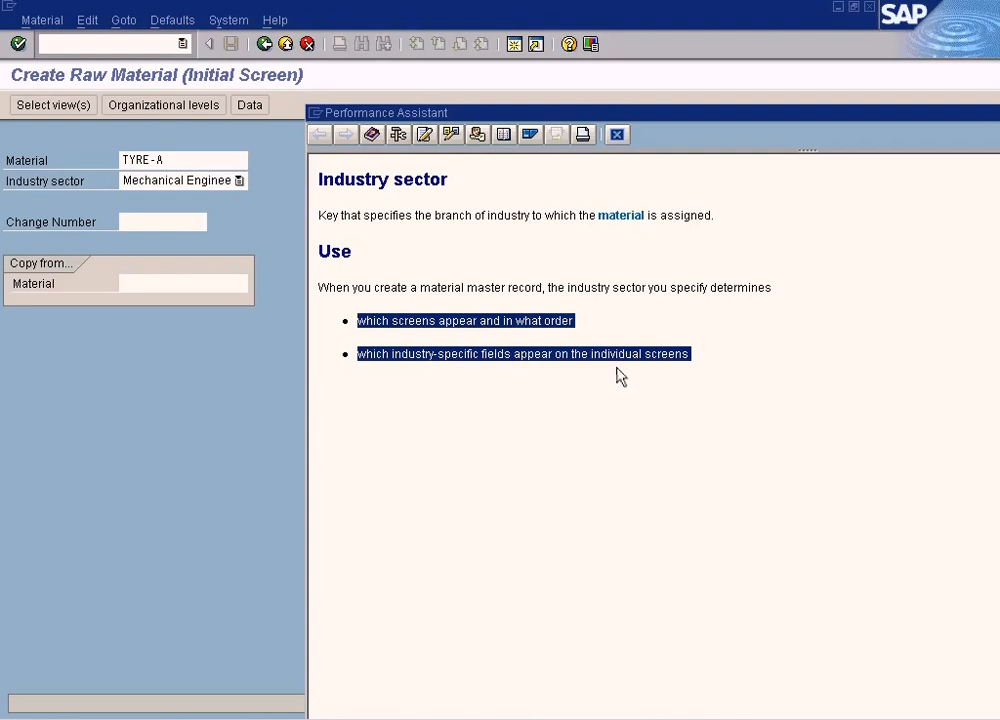 Material Edit Goto Defaults System Help
SAP
Create Raw Material (Initial Screen)
Select view(s) Organizational levels Data
Performance Assistant
Material TYRE-A
Industry sector Mechanical Enginee
Change Number
Copy from...
Material
Industry sector
Key that specifies the branch of industry to which the material is assigned.
Use
When you create a material master record, the industry sector you specify determines
• which screens appear and in what order
• which industry-specific fields appear on the individual screens